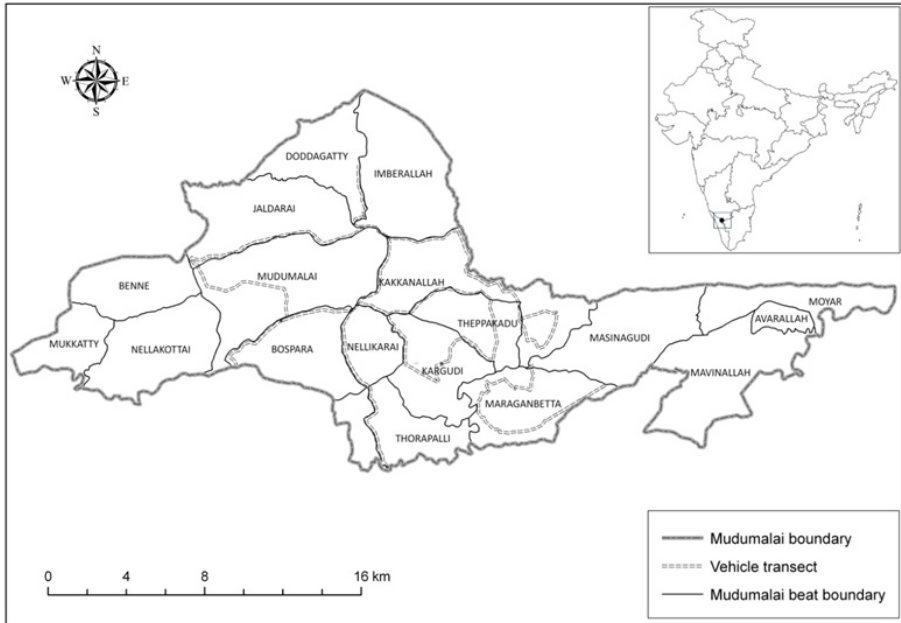 N
W E
S
DODDAGATTY
IMBERALLAH
JALDARAI
MUDUMALAI
BENNE
KAKKANALLAH
MOYAR
AVARALLAH
THEPPAKADU
MASINAGUDI
MUKKATTY
NELLAKOTTAI
BOSPARA
NELLIKARAI
KARGUDI
MAVINALLAH
MARAGANBETTA
THORAPALLI
0 4 8 16 km
Mudumalai boundary
Vehicle transect
Mudumalai beat boundary